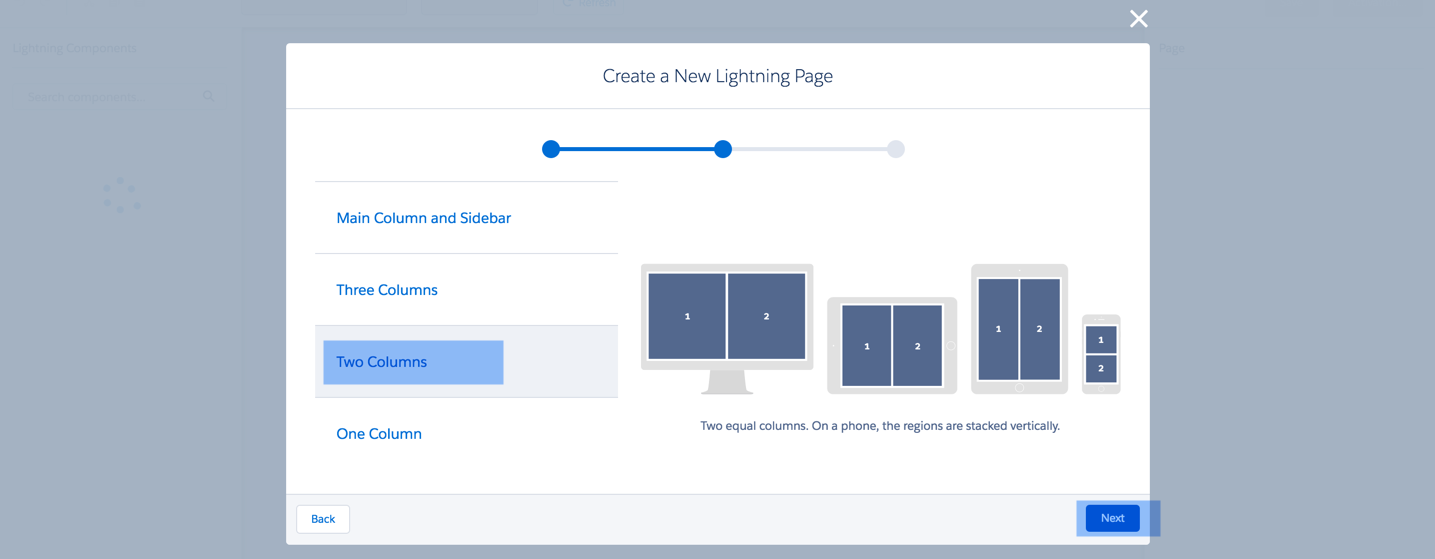 Refresh
Lightning Components
Page
Search components...
Create a New Lightning Page
Main Column and Sidebar
Three Columns
Two Columns
One Column
1 2
1 2
1 2
1
2
Two equal columns. On a phone, the regions are stacked vertically.
Back
Next